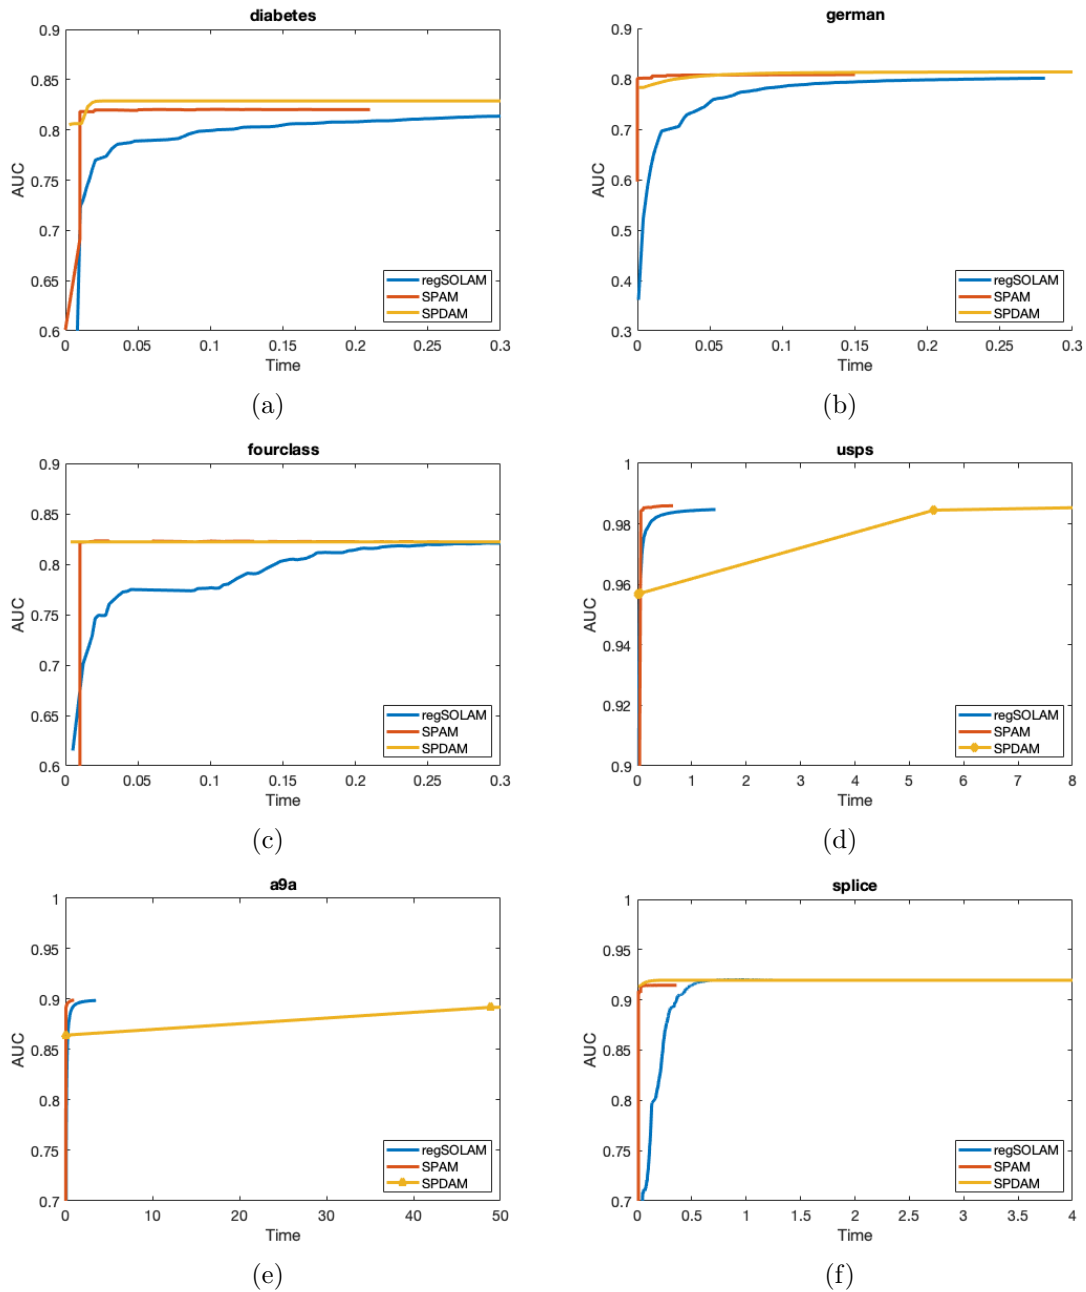 diabetes
0.9
0.85
0.8
0.75
0.7
0.65
0.6
AUC
0 0.05 0.1 0.15 0.2 0.25 0.3
Time
regSOLAM
SPAM
SPDAM
(a)
german
0.9
0.8
0.7
0.6
0.5
0.4
0.3
AUC
0 0.05 0.1 0.15 0.2 0.25 0.3
Time
regSOLAM
SPAM
SPDAM
(b)
fourclass
0.9
0.85
0.8
0.75
0.7
0.65
0.6
AUC
0 0.05 0.1 0.15 0.2 0.25 0.3
Time
regSOLAM
SPAM
SPDAM
(c)
usps
1
0.98
0.96
0.94
0.92
0.9
AUC
0 1 2 3 4 5 6 7 8
Time
regSOLAM
SPAM
SPDAM
(d)
a9a
1
0.95
0.9
0.85
0.8
0.75
0.7
AUC
0 10 20 30 40 50
Time
regSOLAM
SPAM
SPDAM
(e)
splice
1
0.95
0.9
0.85
0.8
0.75
0.7
AUC
0 0.5 1 1.5 2 2.5 3 3.5 4
Time
regSOLAM
SPAM
SPDAM
(f)